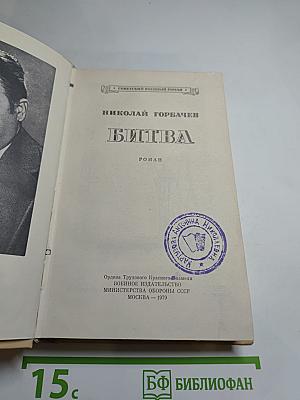 СОВЕТСКИЙ ВОЕННЫЙ РОМАН
НИКОЛАЙ ГОРБАЧЕВ
БИТВА
РОМАН
НИКОЛАЕВНА
Ордена Трудового Красного Знамени
ВОЕННОЕ ИЗДАТЕЛЬСТВО
МИНИСТЕРСТВА ОБОРОНЫ СССР
МОСКВА — 1979
15с
БФ БИБЛИОФАН